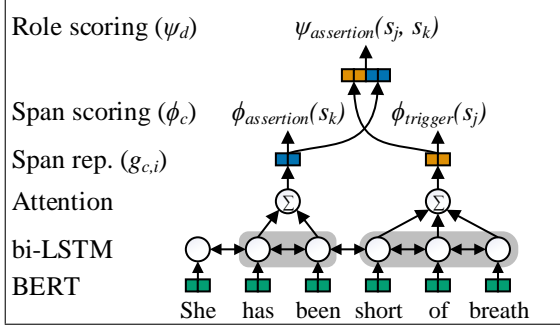 Role scoring (ψd) ψassertion(sj, sk)
Span scoring (ϕc) ϕassertion(sk) ϕtrigger(sj)
Span rep. (gc,i)
Attention Σ Σ
bi-LSTM
BERT
She has been short of breath